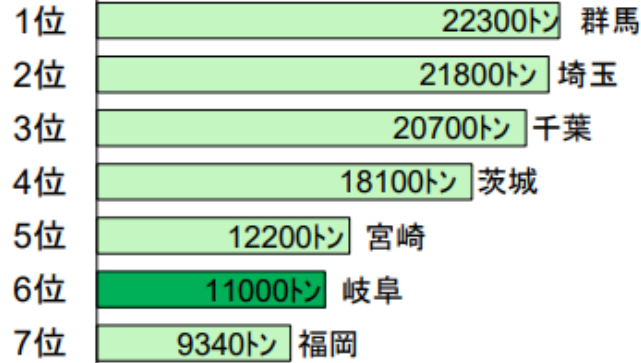 1位 22300トン 群馬
2位 21800トン 埼玉
3位 20700トン 千葉
4位 18100トン 茨城
5位 12200トン 宮崎
6位 11000トン 岐阜
7位 9340トン 福岡